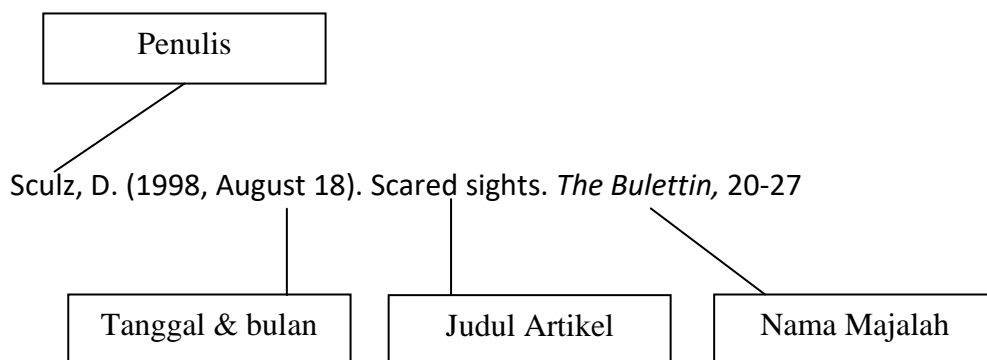 Penulis
Sculz, D. (1998, August 18). Scared sights. The Bulettin, 20-27
Tanggal & bulan
Judul Artikel
Nama Majalah